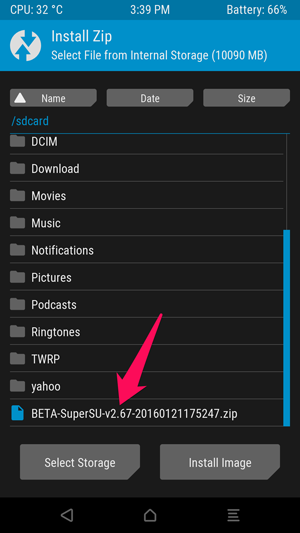 CPU: 32 °C 3:39 PM Battery: 66%
Install Zip
Select File from Internal Storage (10090 MB)
Name Date Size
/sdcard
DCIM
Download
Movies
Music
Notifications
Pictures
Podcasts
Ringtones
TWRP
yahoo
BETA-SuperSU-v2.67-20160121175247.zip
Select Storage Install Image